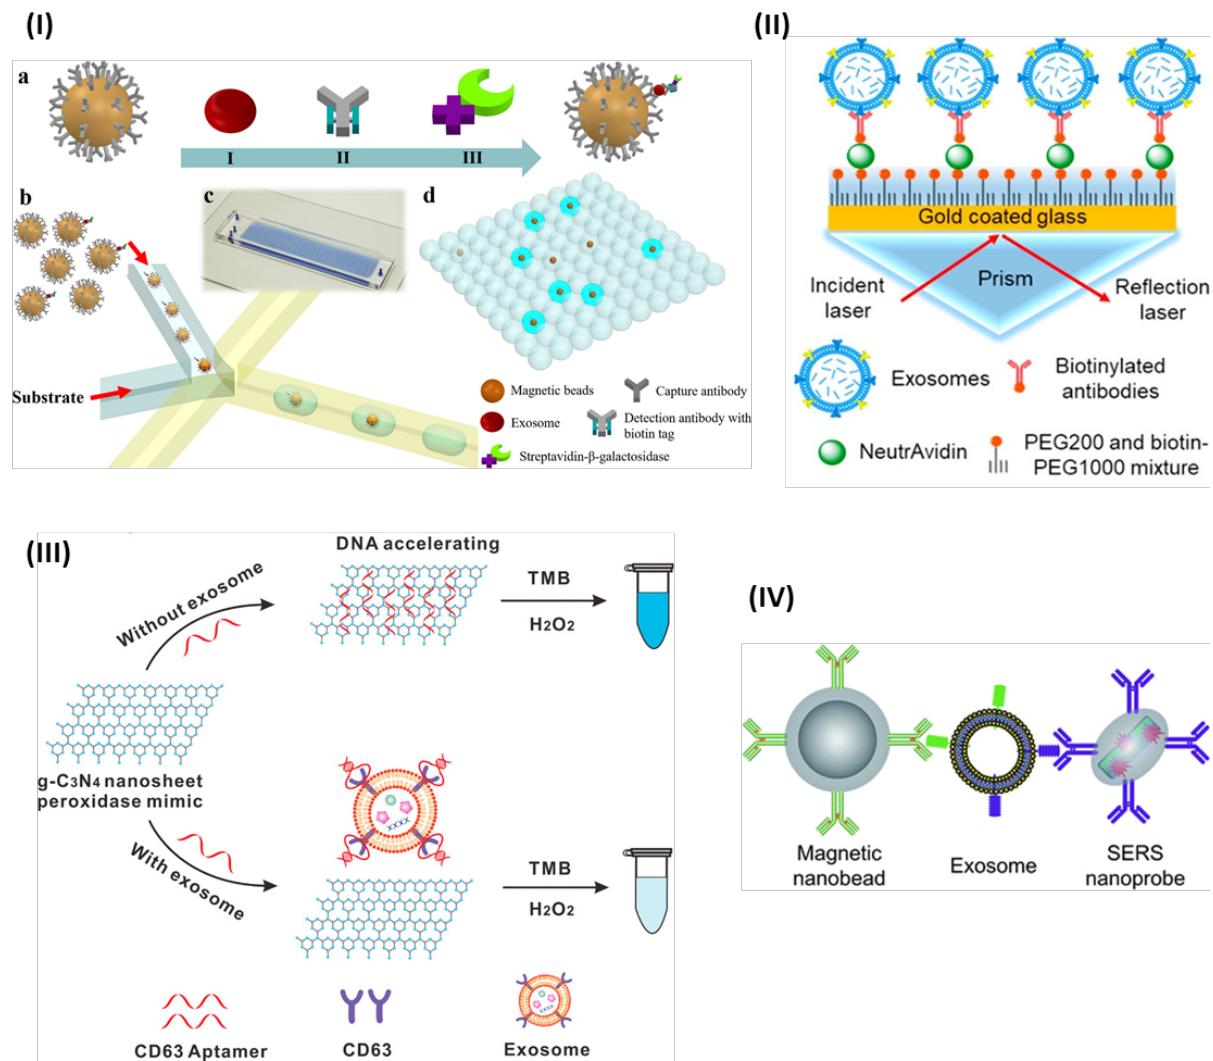 (I)
a
I
II
III
b
c
d
Substrate
Magnetic beads
Capture antibody
Exosome
Detection antibody with
biotin tag
Streptavidin-β-galactosidase
(II)
Gold coated glass
Incident
laser
Prism
Reflection
laser
Exosomes
Biotinylated
antibodies
NeutrAvidin
PEG200 and biotin-
PEG1000 mixture
(III)
Without exosome
DNA accelerating
TMB
H2O2
g-C3N4 nanosheet
peroxidase mimic
With exosome
TMB
H2O2
CD63 Aptamer
CD63
Exosome
(IV)
Magnetic
nanobead
Exosome
SERS
nanoprobe